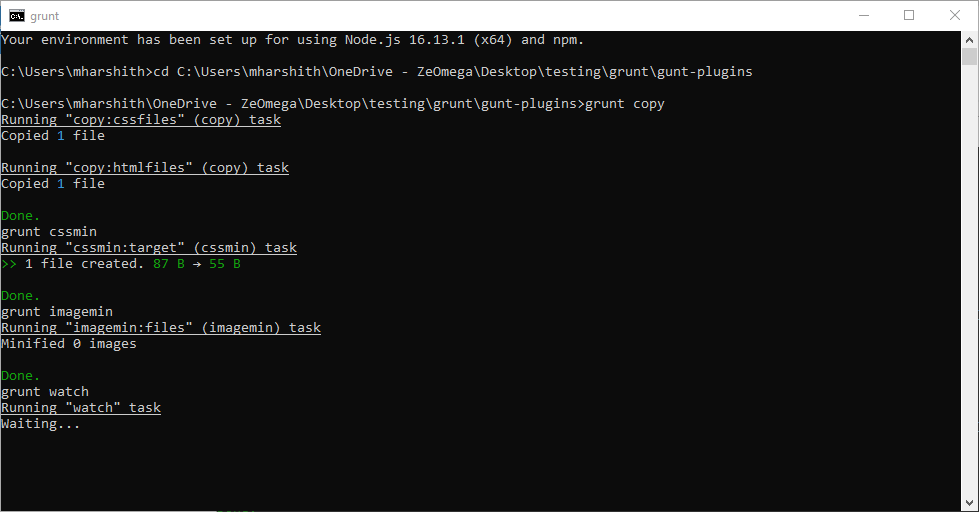 grunt
Your environment has been set up for using Node.js 16.13.1 (x64) and npm.
C:\Users\mharshith>cd C:\Users\mharshith\OneDrive - ZeOmega\Desktop\testing\grunt\gunt-plugins
C:\Users\mharshith\OneDrive - ZeOmega\Desktop\testing\grunt\gunt-plugins>grunt copy
Running "copy:cssfiles" (copy) task
Copied 1 file
Running "copy:htmlfiles" (copy) task
Copied 1 file
Done.
grunt cssmin
Running "cssmin:target" (cssmin) task
>> 1 file created. 87 B → 55 B
Done.
grunt imagemin
Running "imagemin:files" (imagemin) task
Minified 0 images
Done.
grunt watch
Running "watch" task
Waiting...